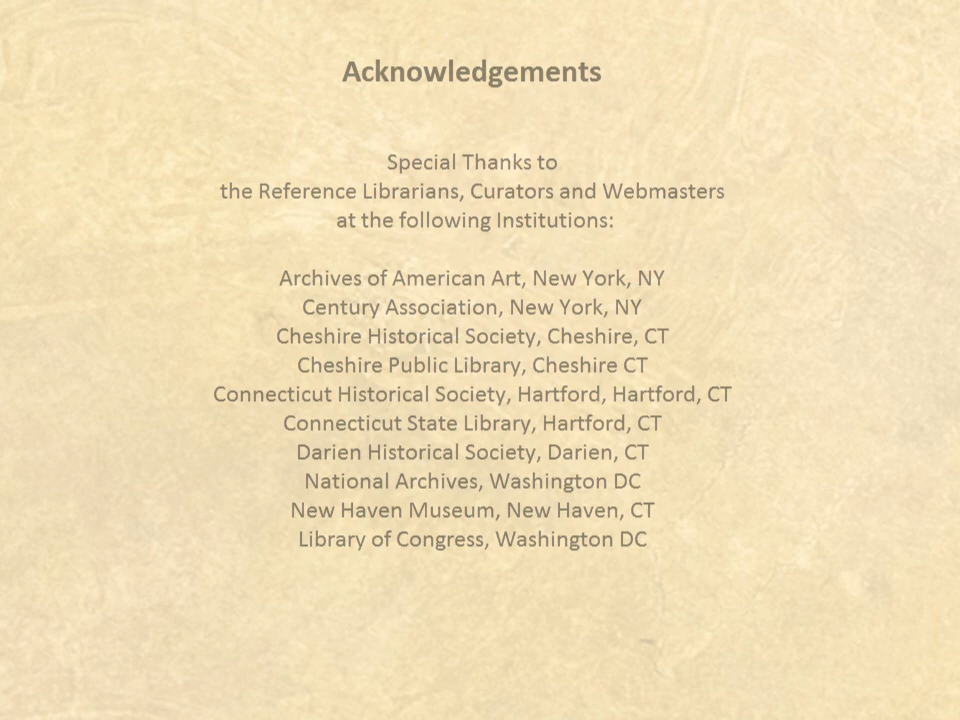 Acknowledgements
Special Thanks to
the Reference Librarians, Curators and Webmasters
at the following Institutions:
Archives of American Art, New York, NY
Century Association, New York, NY
Cheshire Historical Society, Cheshire, CT
Cheshire Public Library, Cheshire CT
Connecticut Historical Society, Hartford, Hartford, CT
Connecticut State Library, Hartford, CT
Darien Historical Society, Darien, CT
National Archives, Washington DC
New Haven Museum, New Haven, CT
Library of Congress, Washington DC